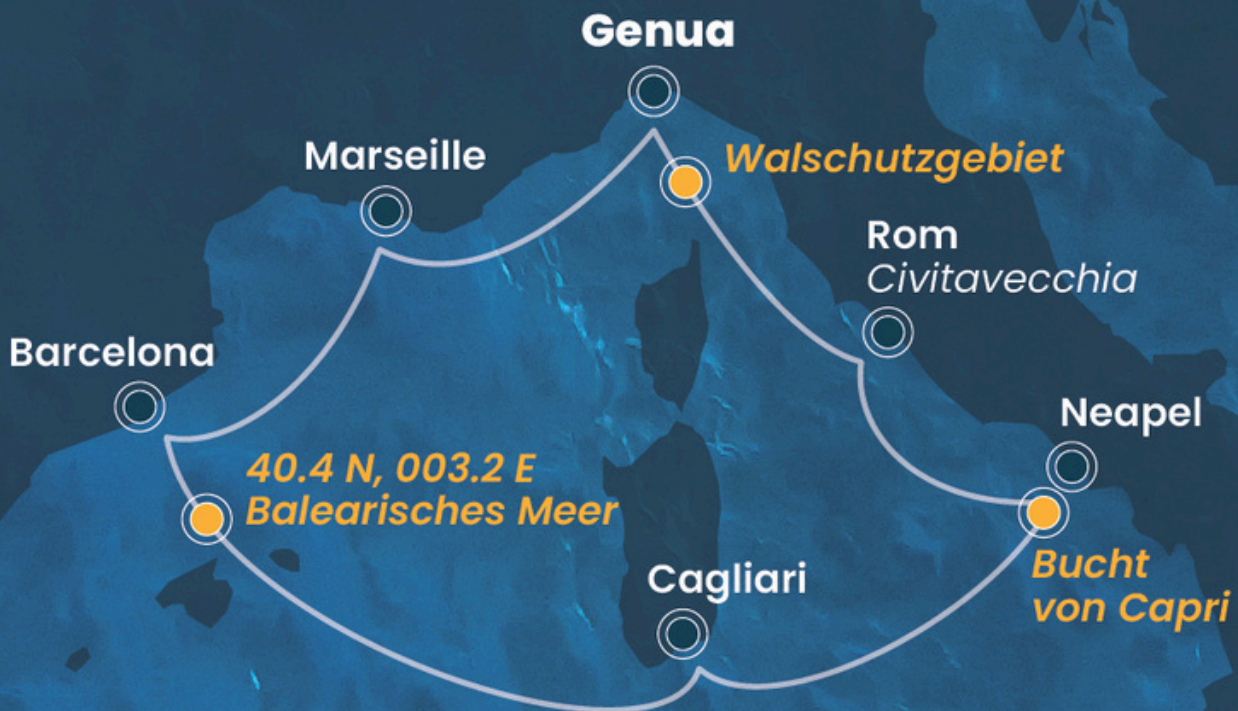 Genua
Marseille
Walschutzgebiet
Rom
Civitavecchia
Barcelona
Neapel
40.4 N, 003.2 E
Balearisches Meer
Cagliari
Bucht
von Capri